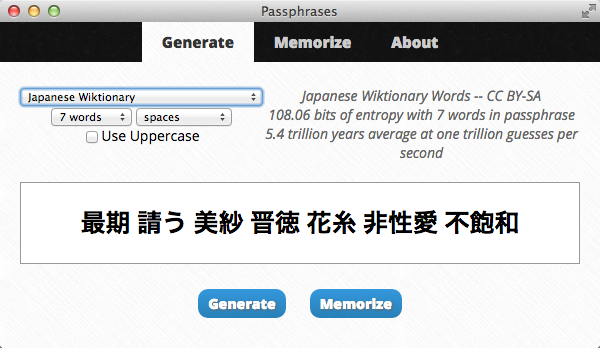 Passphrases
Generate Memorize About
Japanese Wiktionary
7 words spaces
Use Uppercase
Japanese Wiktionary Words -- CC BY-SA
108.06 bits of entropy with 7 words in passphrase
5.4 trillion years average at one trillion guesses per
second
最期 請う 美紗 晋徳 花糸 非性愛 不飽和
Generate Memorize